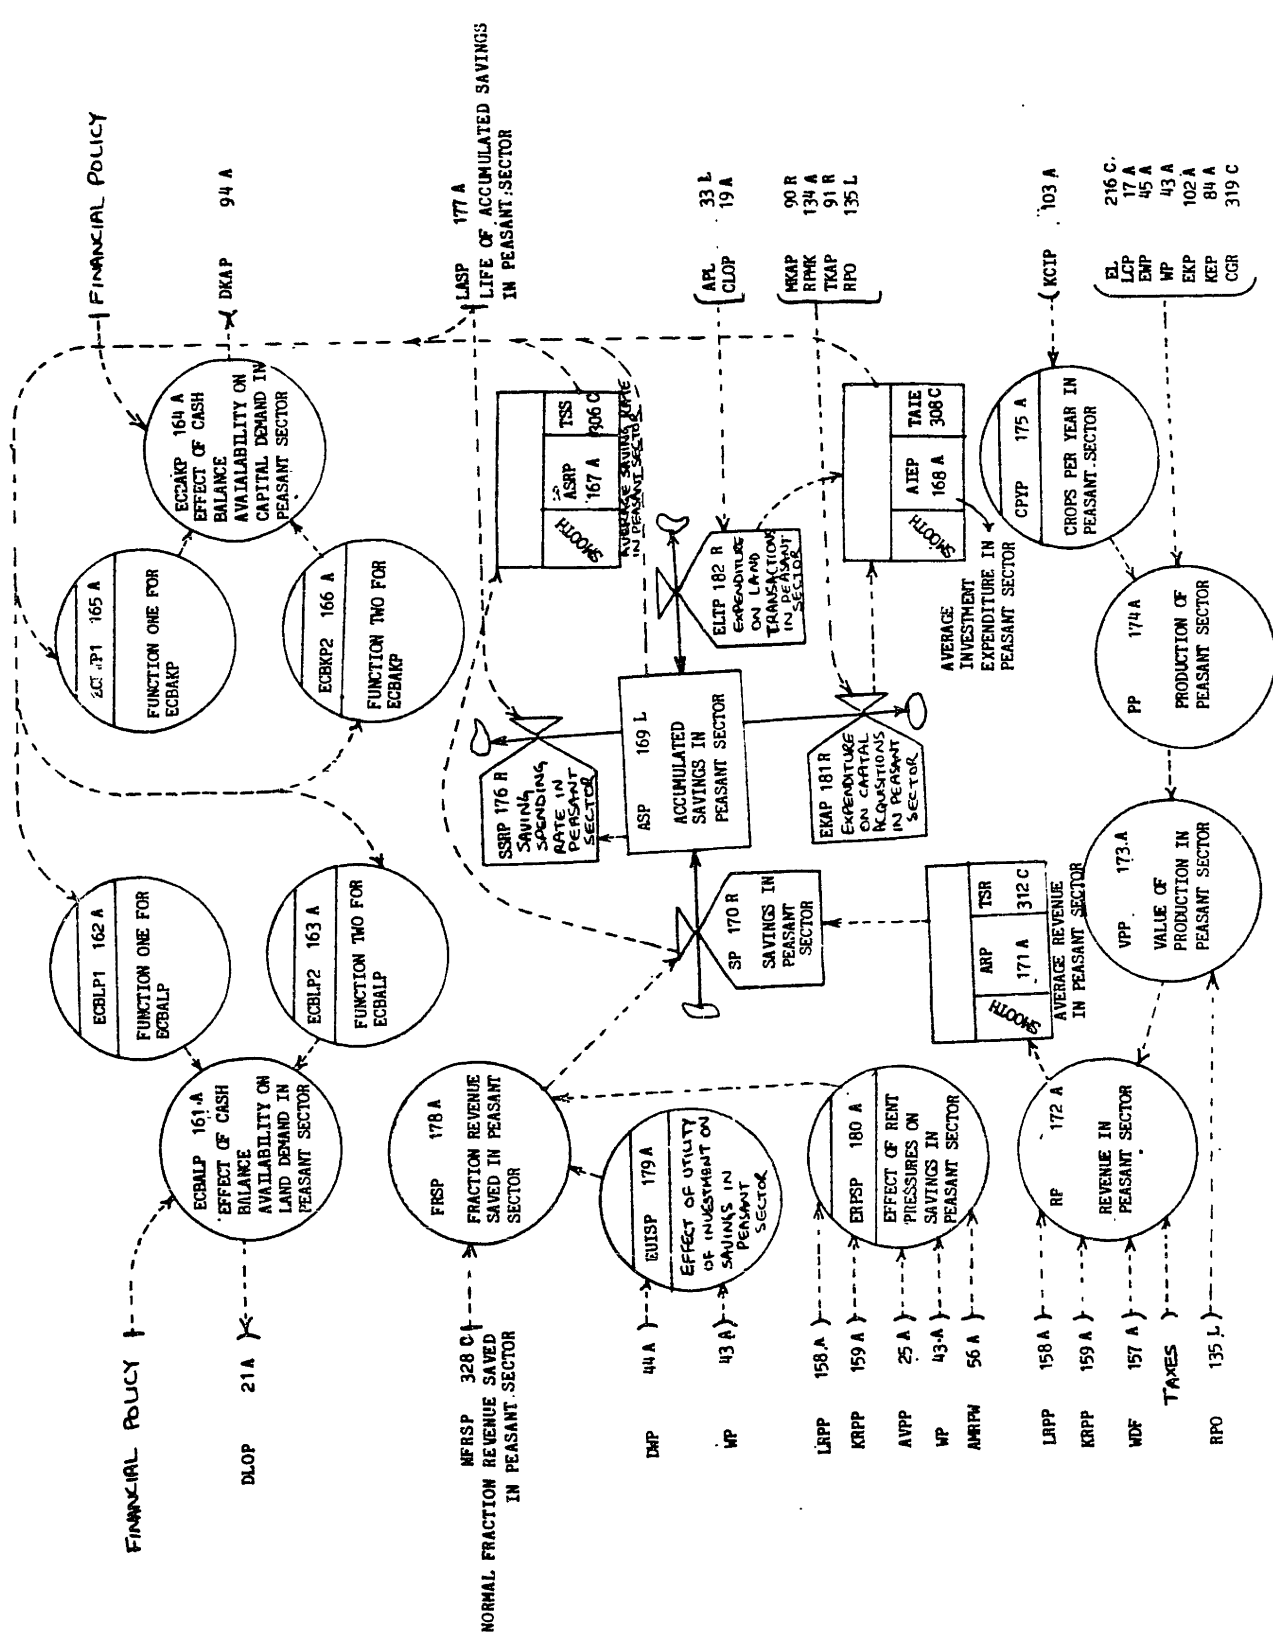 FINANCIAL POLICY
DLOP 21 A
ECBALP 161 A
EFFECT OF CASH
BALANCE
AVAILABILITY ON
LAND DEMAND IN
PEASANT SECTOR
ECBLP1 162 A
FUNCTION ONE FOR
ECBALP
ECBLP2 163 A
FUNCTION TWO FOR
ECBALP
165 A
FUNCTION ONE FOR
ECBAKP
ECBKP2 166 A
FUNCTION TWO FOR
ECBAKP
164 A
EFFECT OF CASH
BALANCE
AVAIALABILITY ON
CAPITAL DEMAND IN
PEASANT SECTOR
FINANCIAL POLICY
DKAP 94 A
NFRSP 328 C
NORMAL FRACTION REVENUE SAVED
IN PEASANT SECTOR
FRSP 178 A
FRACTION REVENUE
SAVED IN PEASANT
SECTOR
DWP 44 A
WP 43 A
EUISP 179 A
EFFECT OF UTILITY
OF INVESTMENT ON
SAVINGS IN
PEASANT
SECTOR
LASP 177 A
LIFE OF ACCUMULATED SAVINGS
IN PEASANT SECTOR
SSRP 176 R
SAVING
SPENDING
RATE IN
PEASANT
SECTOR
SMOOTH
ASRP
167 A
TSS
306 C
AVERAGE SAVING RATE
IN PEASANT SECTOR
SP 170 R
SAVINGS IN
PEASANT
SECTOR
ASP 169 L
ACCUMULATED
SAVINGS IN
PEASANT SECTOR
ELTP 182 R
EXPENDITURE
ON LAND
TRANSACTIONS
IN PEASANT
SECTOR
APL 33 L
CLOP 19 A
EKAP 181 R
EXPENDITURE
ON CAPITAL
ACQUISITIONS
IN PEASANT
SECTOR
MKAP 90 R
RPMK 134 A
TKAP 91 R
RPO 135 L
SMOOTH
AIEP
168 A
TAIE
308 C
AVERAGE
INVESTMENT
EXPENDITURE IN
PEASANT SECTOR
LRPP 158 A
KRPP 159 A
AVPP 25 A
WP 43 A
AMRPW 56 A
ERPSP 180 A
EFFECT OF RENT
PRESSURES ON
SAVINGS IN
PEASANT SECTOR
SMOOTH
ARP
171 A
TSR
312 C
AVERAGE REVENUE
IN PEASANT SECTOR
LRPP 158 A
KRPP 159 A
WDF 157 A
TAXES
RPO 135 L
RP 172 A
REVENUE IN
PEASANT SECTOR
VPP 173 A
VALUE OF
PRODUCTION IN
PEASANT SECTOR
PP 174 A
PRODUCTION OF
PEASANT SECTOR
CPYP 175 A
CROPS PER YEAR IN
PEASANT SECTOR
KCIP 103 A
EL 216 C
LCP 17 A
EWP 45 A
WP 43 A
EKP 102 A
KEP 84 A
CGR 319 C